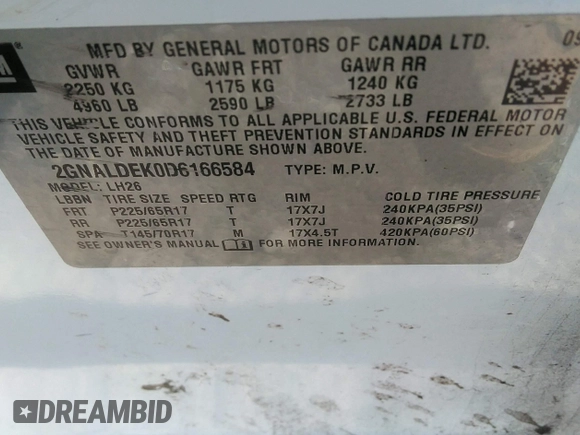 MFD BY GENERAL MOTORS OF CANADA LTD. 09
GVWR GAWR FRT GAWR RR
2250 KG 1175 KG 1240 KG
4960 LB 2590 LB 2733 LB
THIS VEHICLE CONFORMS TO ALL APPLICABLE U.S. FEDERAL MOTOR
VEHICLE SAFETY AND THEFT PREVENTION STANDARDS IN EFFECT ON
THE DATE OF MANUFACTURE SHOWN ABOVE.
2GNALDEK0D6166584 TYPE: M.P.V.
MODEL: LH26
LBBN TIRE SIZE SPEED RTG RIM COLD TIRE PRESSURE
FRT P225/65R17 T 17X7J 240KPA(35PSI)
RR P225/65R17 T 17X7J 240KPA(35PSI)
SPA T145/70R17 M 17X4.5T 420KPA(60PSI)
SEE OWNER'S MANUAL FOR MORE INFORMATION.
DREAMBID